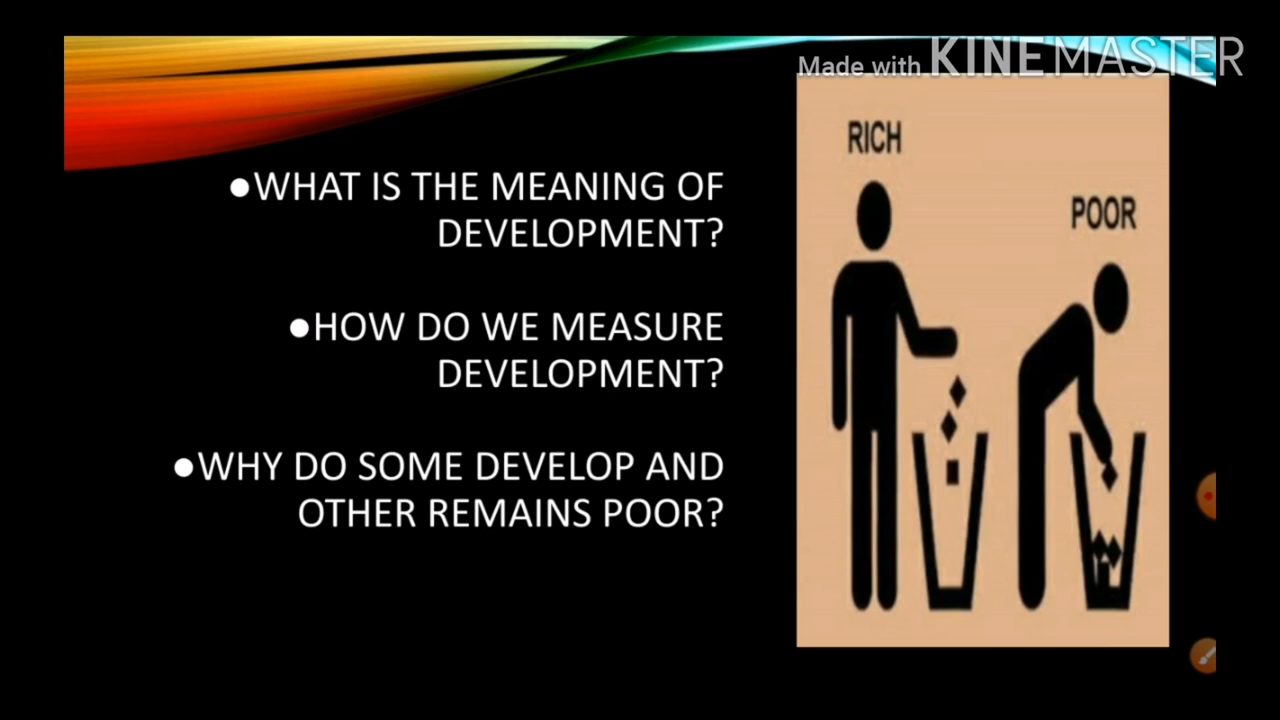 Made with KINEMASTER
●WHAT IS THE MEANING OF
DEVELOPMENT?
●HOW DO WE MEASURE
DEVELOPMENT?
●WHY DO SOME DEVELOP AND
OTHER REMAINS POOR?
RICH
POOR